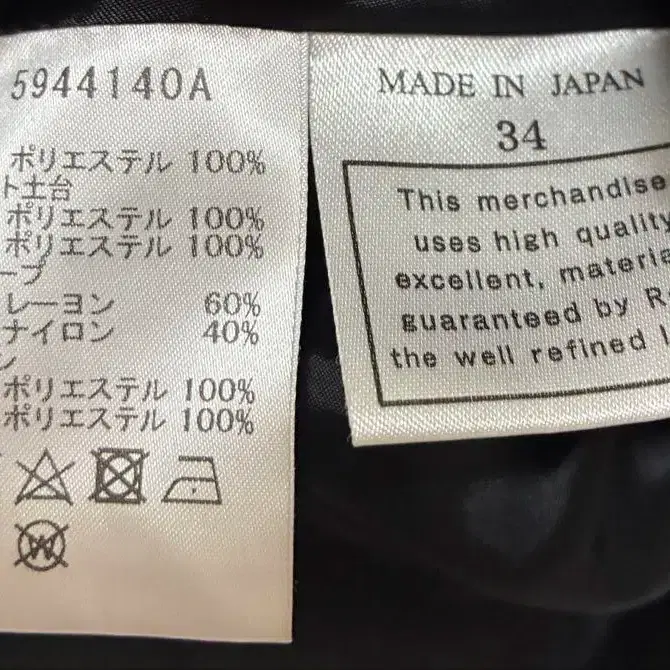 5944140A
ポリエステル 100%
ト土台
ポリエステル 100%
ポリエステル 100%
ープ
レーヨン 60%
ナイロン 40%
ン
ポリエステル 100%
ポリエステル 100%
W
MADE IN JAPAN
34
This merchandise
uses high quality
excellent, materia
guaranteed by R
the well refined